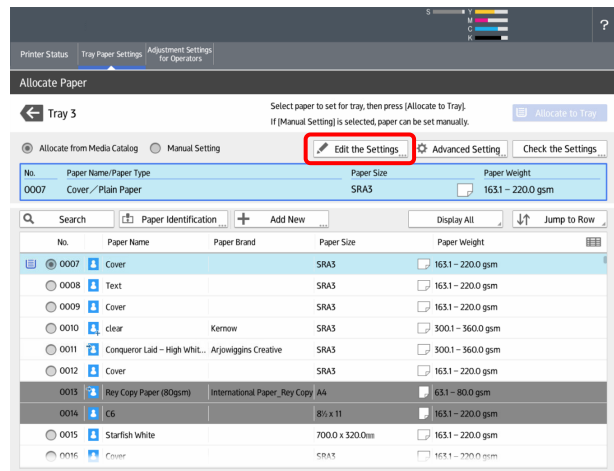 S Y
M
C
K
?
Printer Status Tray Paper Settings Adjustment Settings
for Operators
Allocate Paper
Tray 3
Select paper to set for tray, then press [Allocate to Tray].
If [Manual Setting] is selected, paper can be set manually.
Allocate to Tray
Allocate from Media Catalog Manual Setting Edit the Settings Advanced Setting Check the Settings
No. Paper Name/Paper Type Paper Size Paper Weight
0007 Cover／Plain Paper SRA3 163.1 – 220.0 gsm
Search Paper Identification Add New Display All Jump to Row
No. Paper Name Paper Brand Paper Size Paper Weight
0007 Cover SRA3 163.1 – 220.0 gsm
0008 Text SRA3 163.1 – 220.0 gsm
0009 Cover SRA3 163.1 – 220.0 gsm
0010 clear Kernow SRA3 300.1 – 360.0 gsm
0011 Conqueror Laid – High Whit... Arjowiggins Creative SRA3 300.1 – 360.0 gsm
0012 Cover SRA3 163.1 – 220.0 gsm
0013 Rey Copy Paper (80gsm) International Paper_Rey Copy A4 63.1 – 80.0 gsm
0014 C6 8½ x 11 163.1 – 220.0 gsm
0015 Starfish White 700.0 x 320.0mm 163.1 – 220.0 gsm
0016 Cover SRA3 163.1 – 220.0 gsm